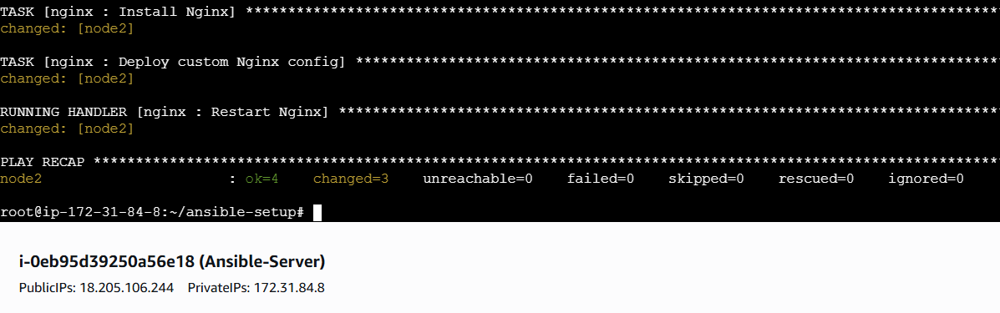 TASK [nginx : Install Nginx] *****************************************************************************************
changed: [node2]
TASK [nginx : Deploy custom Nginx config] ****************************************************************************
changed: [node2]
RUNNING HANDLER [nginx : Restart Nginx] ******************************************************************************
changed: [node2]
PLAY RECAP ***********************************************************************************************************
node2                      : ok=4    changed=3    unreachable=0    failed=0    skipped=0    rescued=0    ignored=0
root@ip-172-31-84-8:~/ansible-setup#
i-0eb95d39250a56e18 (Ansible-Server)
PublicIPs: 18.205.106.244    PrivateIPs: 172.31.84.8